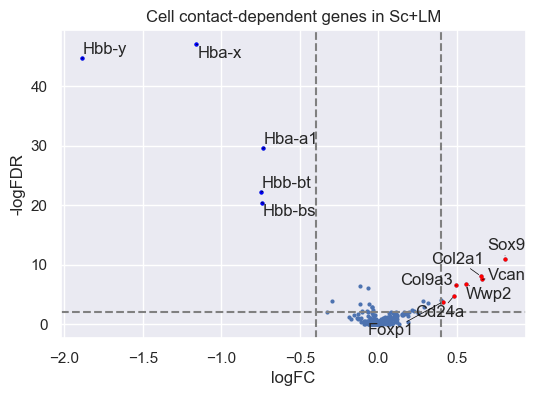 Cell contact-dependent genes in Sc+LM
Hbb-y
Hba-x
Hba-a1
Hbb-bt
Hbb-bs
Sox9
Col2a1
Vcan
Col9a3
Wwp2
Cd24a
Foxp1
-logFDR
40
30
20
10
0
−2.0
−1.5
−1.0
−0.5
0.0
0.5
logFC